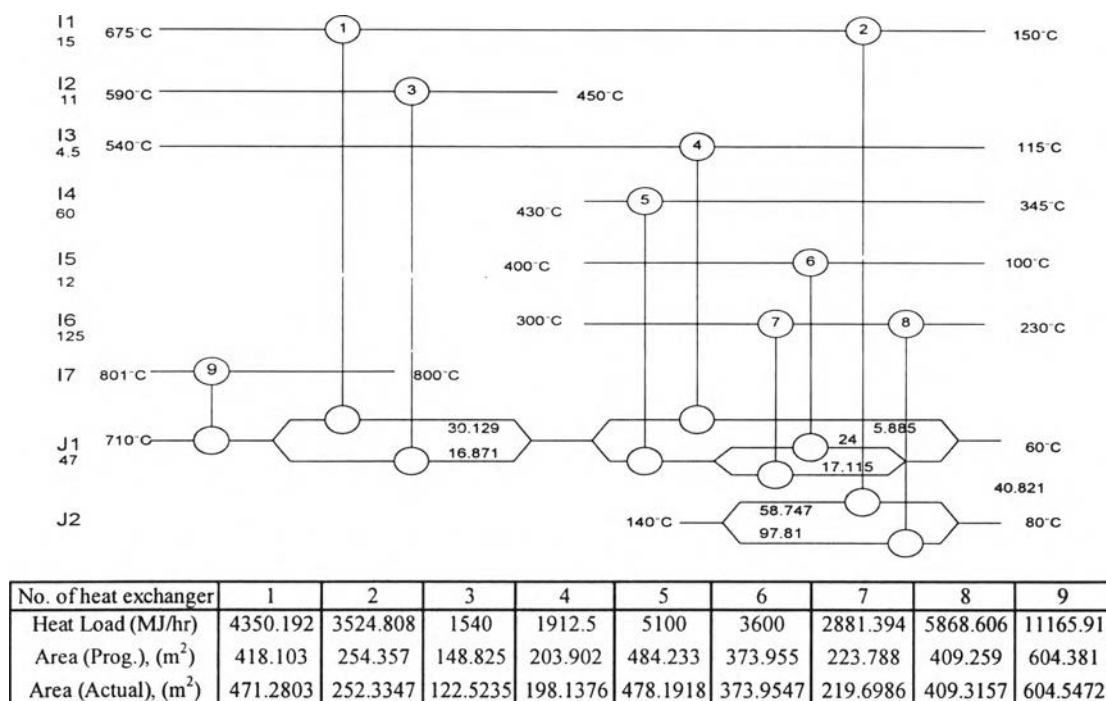 I1 675°C 1 2 150°C
15
I2 590°C 3 450°C
11
I3 540°C 4 115°C
4.5
I4 430°C 5 345°C
60
I5 400°C 6 100°C
12
I6 300°C 7 8 230°C
125
I7 801°C 9 800°C
J1 710°C 30.129 5.885 60°C
47 16.871 24
17.115
40.821
J2 140°C 58.747 80°C
97.81
No. of heat exchanger 1 2 3 4 5 6 7 8 9
Heat Load (MJ/hr) 4350.192 3524.808 1540 1912.5 5100 3600 2881.394 5868.606 11165.91
Area (Prog.), (m²) 418.103 254.357 148.825 203.902 484.233 373.955 223.788 409.259 604.381
Area (Actual), (m²) 471.2803 252.3347 122.5235 198.1376 478.1918 373.9547 219.6986 409.3157 604.5472